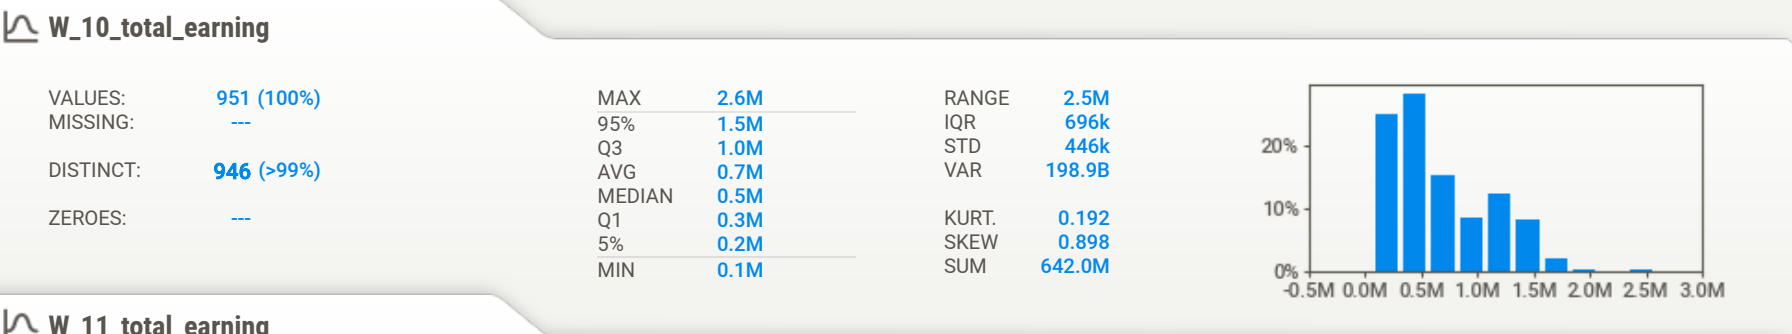 W_10_total_earning
VALUES: 951 (100%)
MISSING: ---
DISTINCT: 946 (>99%)
ZEROES: ---
MAX 2.6M
95% 1.5M
Q3 1.0M
AVG 0.7M
MEDIAN 0.5M
Q1 0.3M
5% 0.2M
MIN 0.1M
RANGE 2.5M
IQR 696k
STD 446k
VAR 198.9B
KURT. 0.192
SKEW 0.898
SUM 642.0M
20%
10%
0%
-0.5M 0.0M 0.5M 1.0M 1.5M 2.0M 2.5M 3.0M
W_11_total_earning